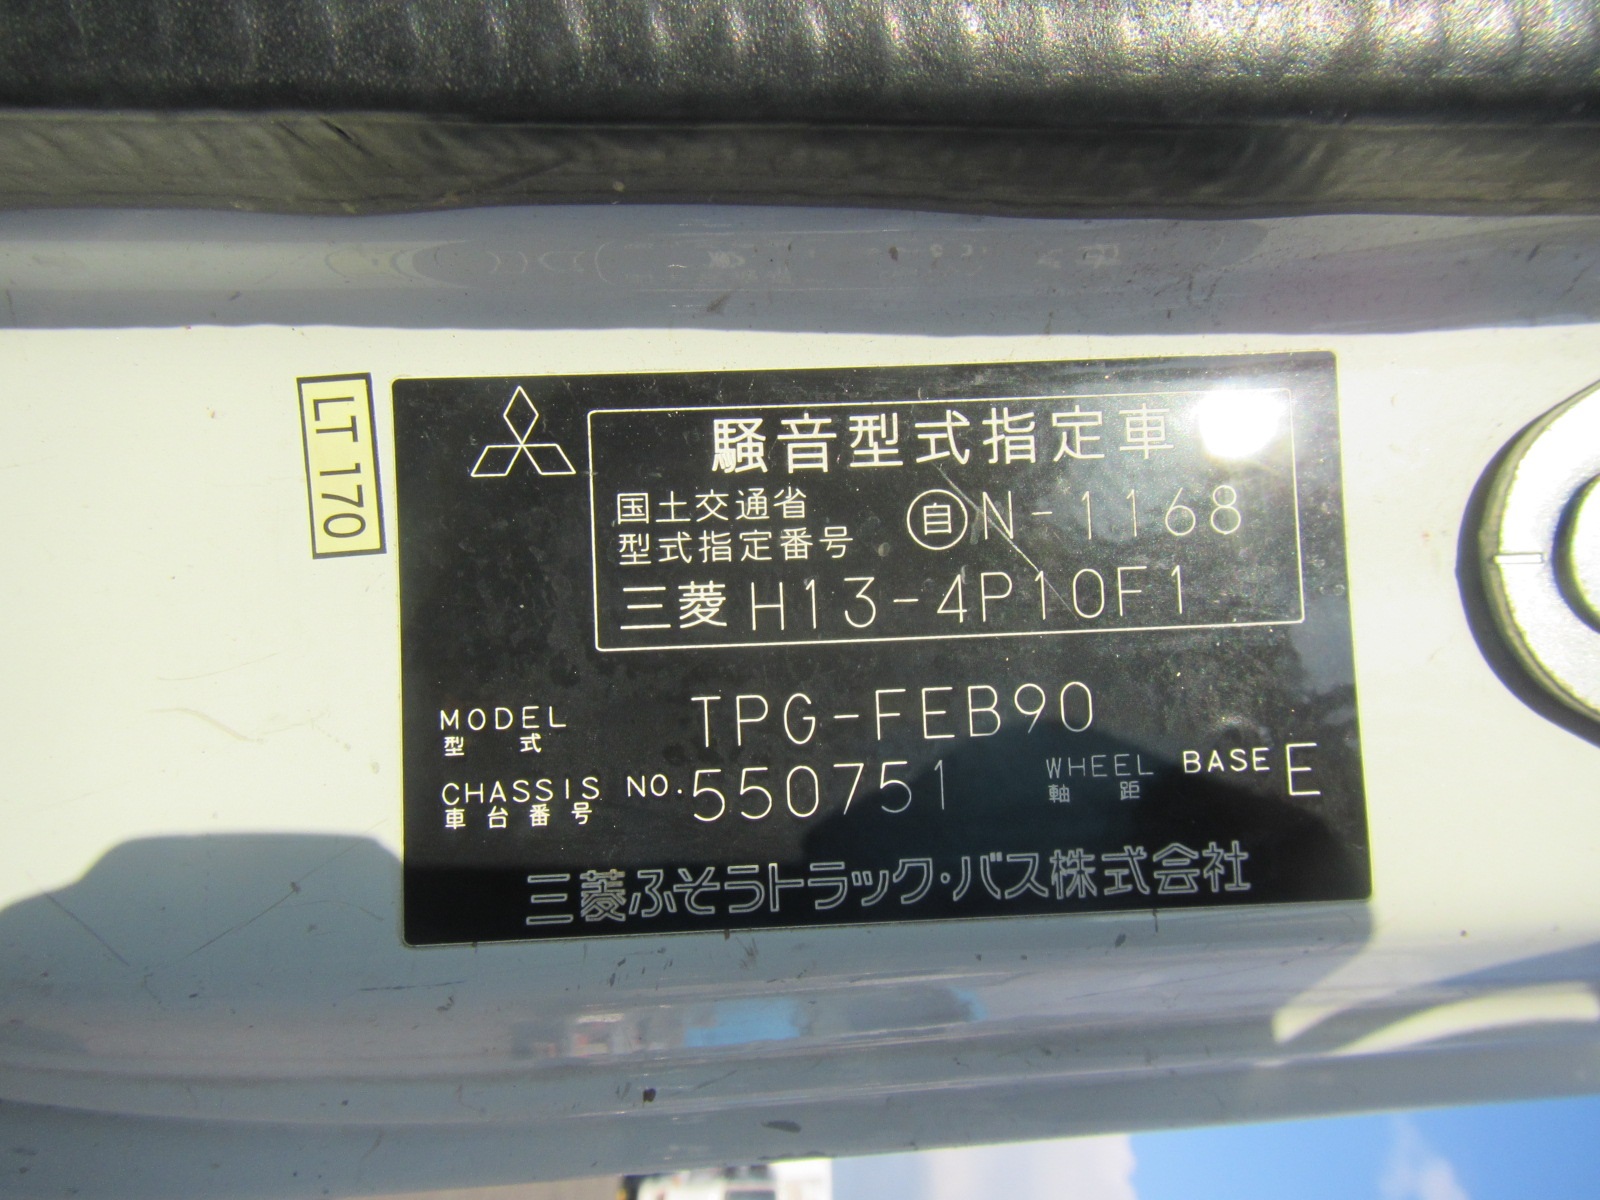 LT 170
騒音型式指定車
国土交通省
型式指定番号 自 N-1168
三菱 H13-4P10F1
MODEL TPG-FEB90
型式
CHASSIS NO. 550751 WHEEL BASE E
車台番号 軸距
三菱ふそうトラック・バス株式会社